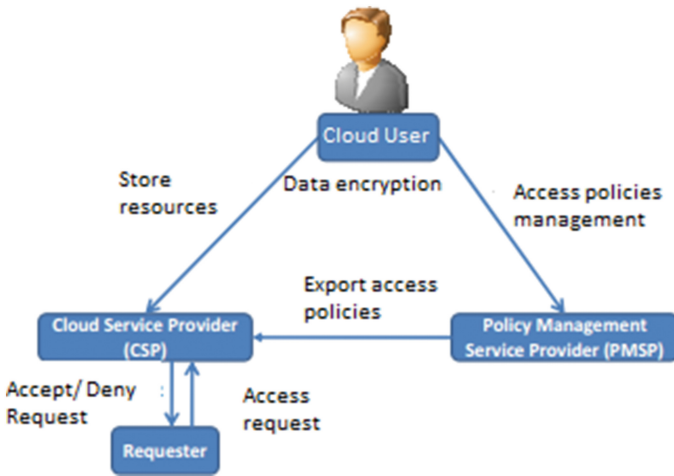 Cloud User
Data encryption
Store
resources
Access policies
management
Export access
policies
Cloud Service Provider
(CSP)
Policy Management
Service Provider (PMSP)
Accept/ Deny :
Request
Access
request
Requester